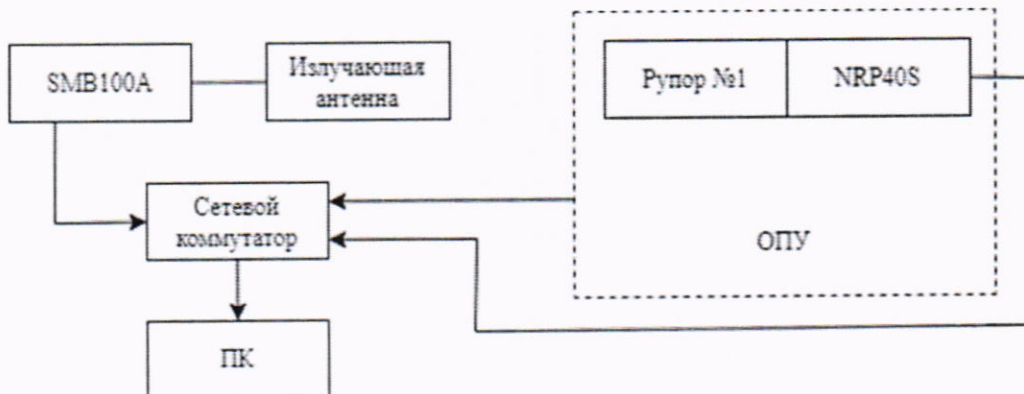 SMB100A
Излучающая
антенна
Рупор №1
NRP40S
Сетевой
коммутатор
ОПУ
ПК